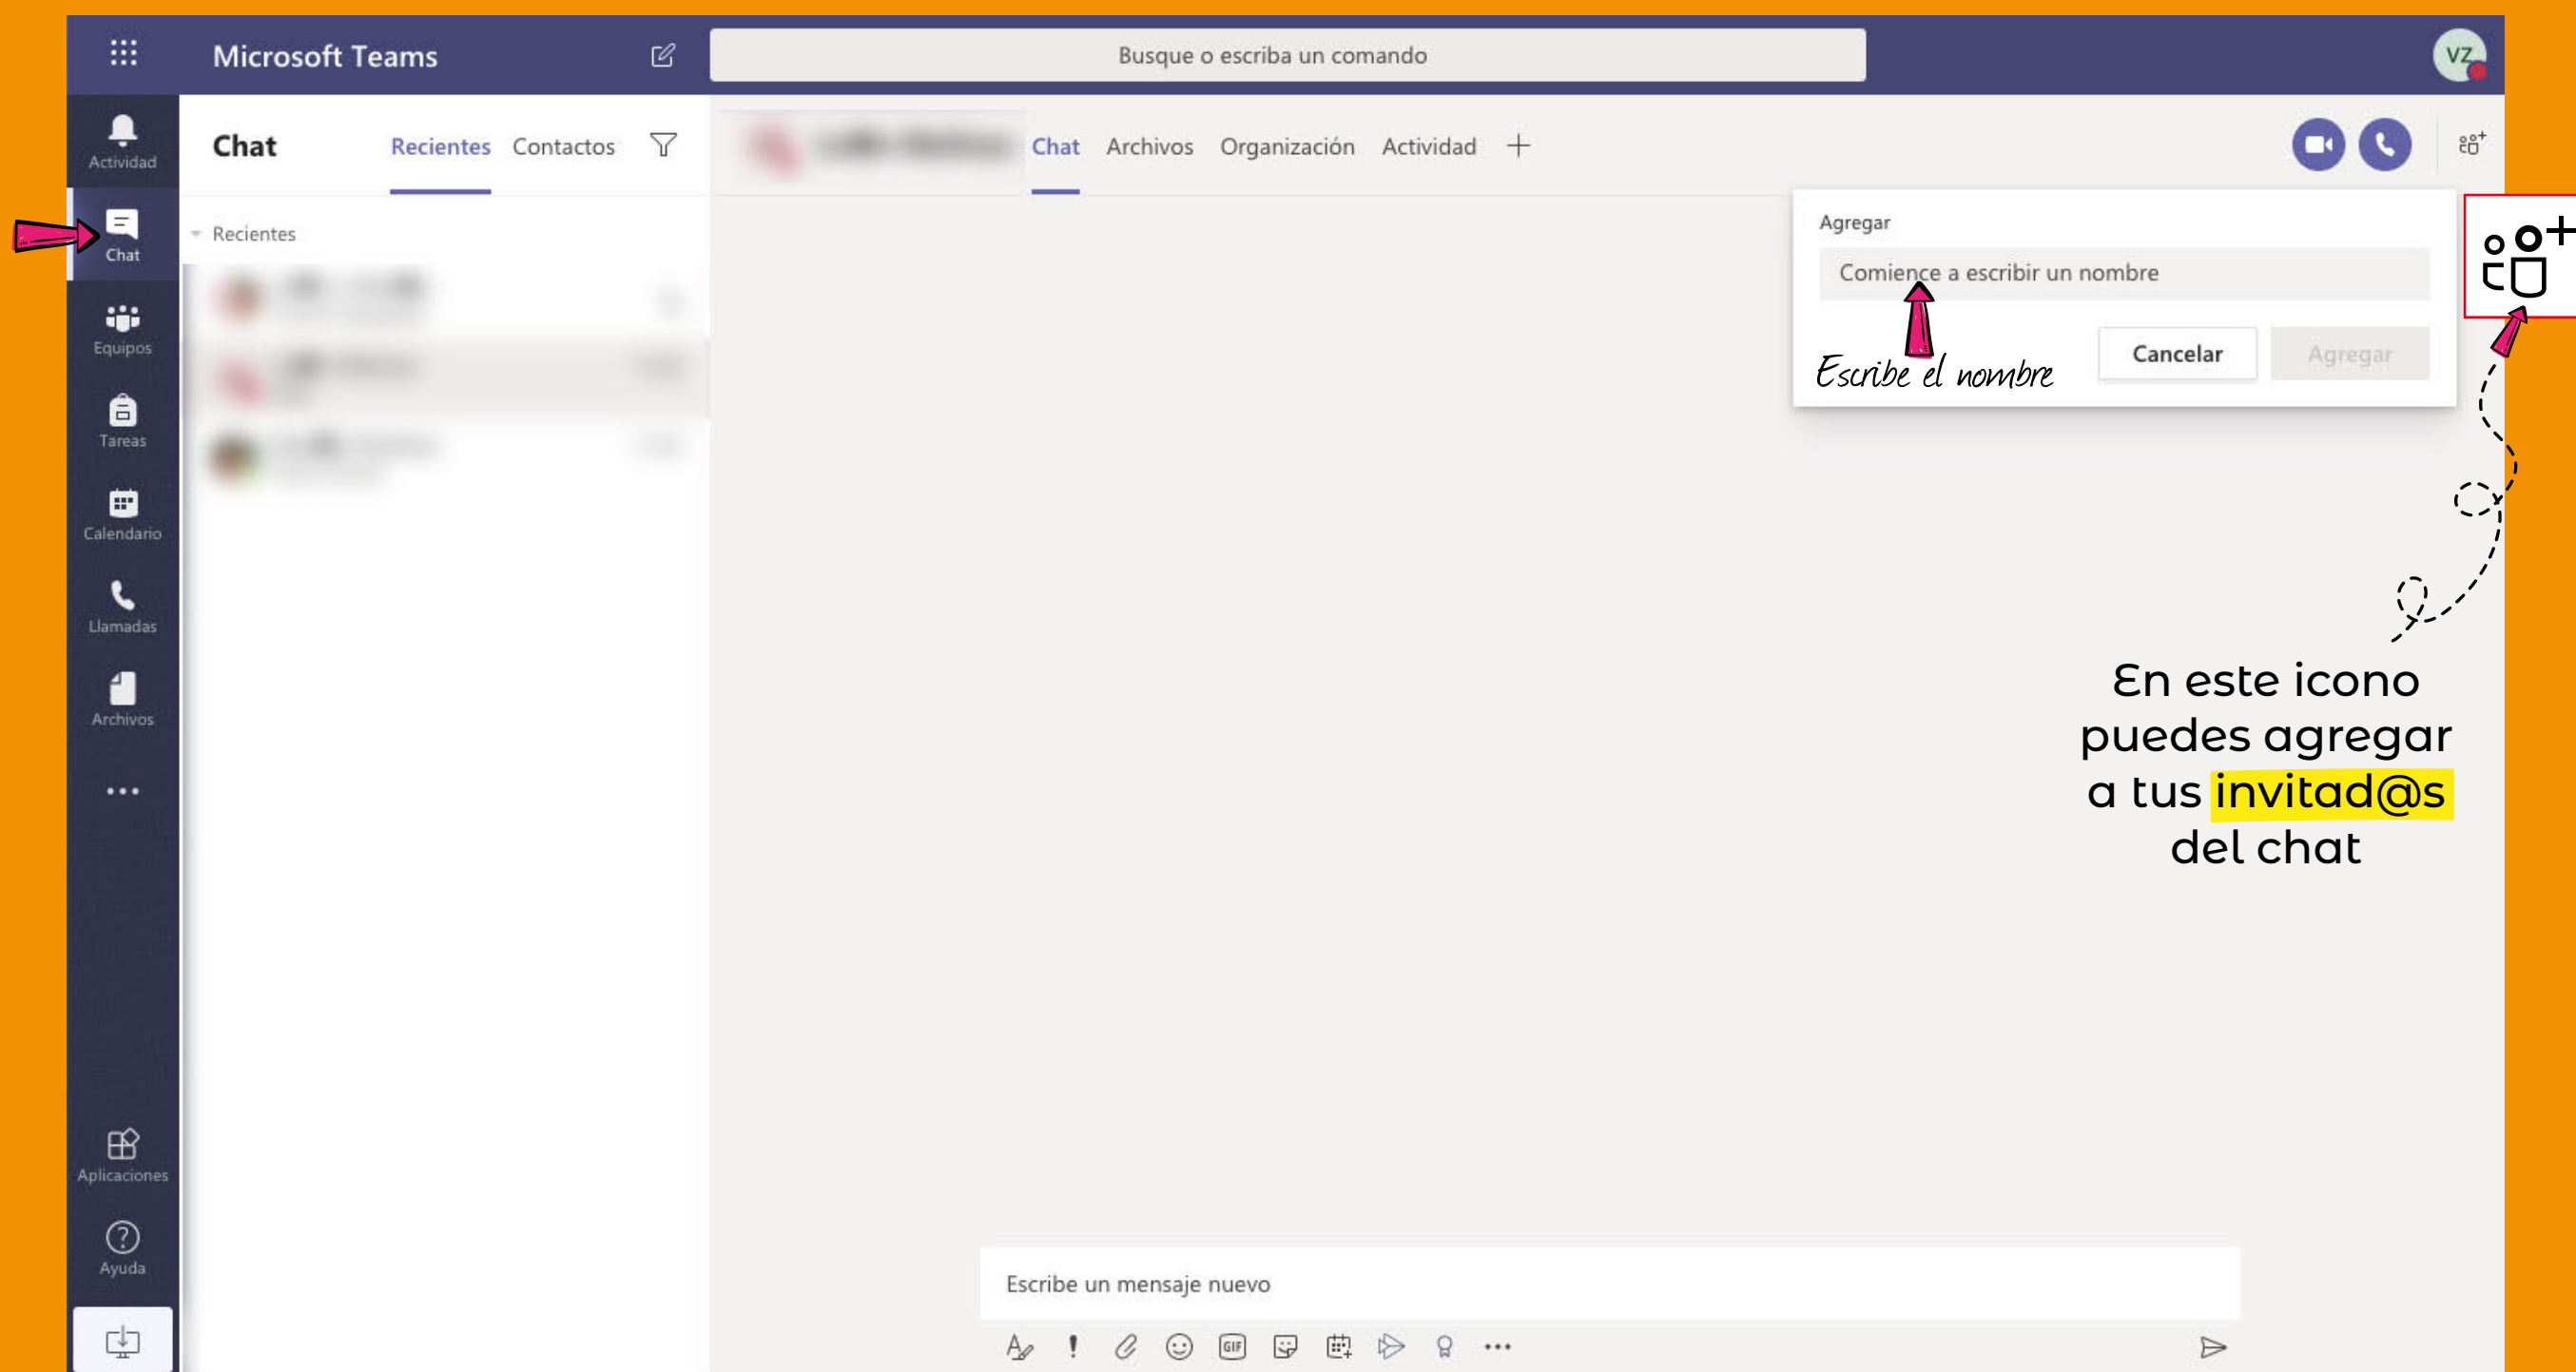 Microsoft Teams
Busque o escriba un comando
VZ
Actividad
Chat
Equipos
Tareas
Calendario
Llamadas
Archivos
Aplicaciones
Ayuda
Chat Recientes Contactos
Recientes
Chat Archivos Organización Actividad
Agregar
Comience a escribir un nombre
Escribe el nombre
Cancelar Agregar
En este icono
puedes agregar
a tus invitad@s
del chat
Escribe un mensaje nuevo
GIF